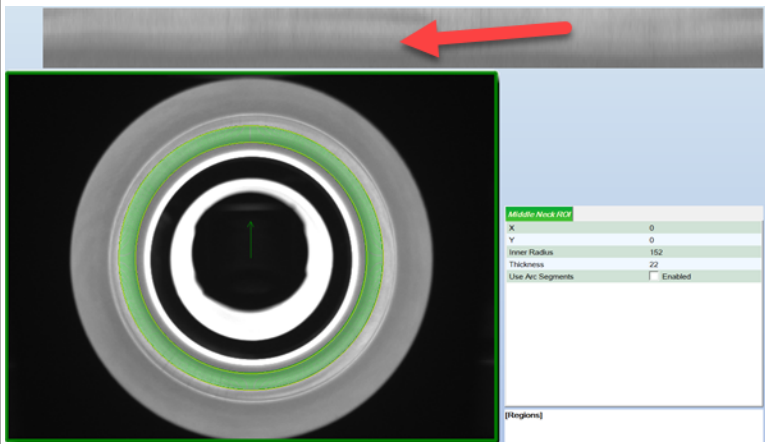 Middle Neck ROI
X 0
Y 0
Inner Radius 152
Thickness 22
Use Arc Segments Enabled
[Regions]